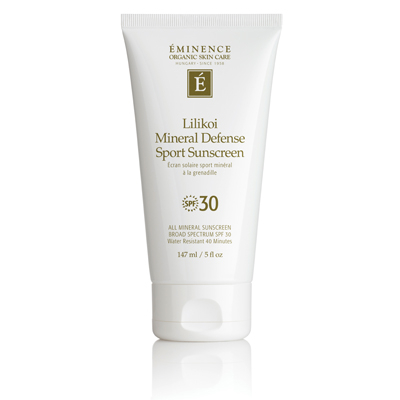 ÉMINENCE
ORGANIC SKIN CARE
HUNGARY • SINCE 1958
É
Lilikoi
Mineral Defense
Sport Sunscreen
Écran solaire sport minéral
à la grenadille
SPF 30
ALL MINERAL SUNSCREEN
BROAD SPECTRUM SPF 30
Water Resistant 40 Minutes
147 ml / 5 fl oz